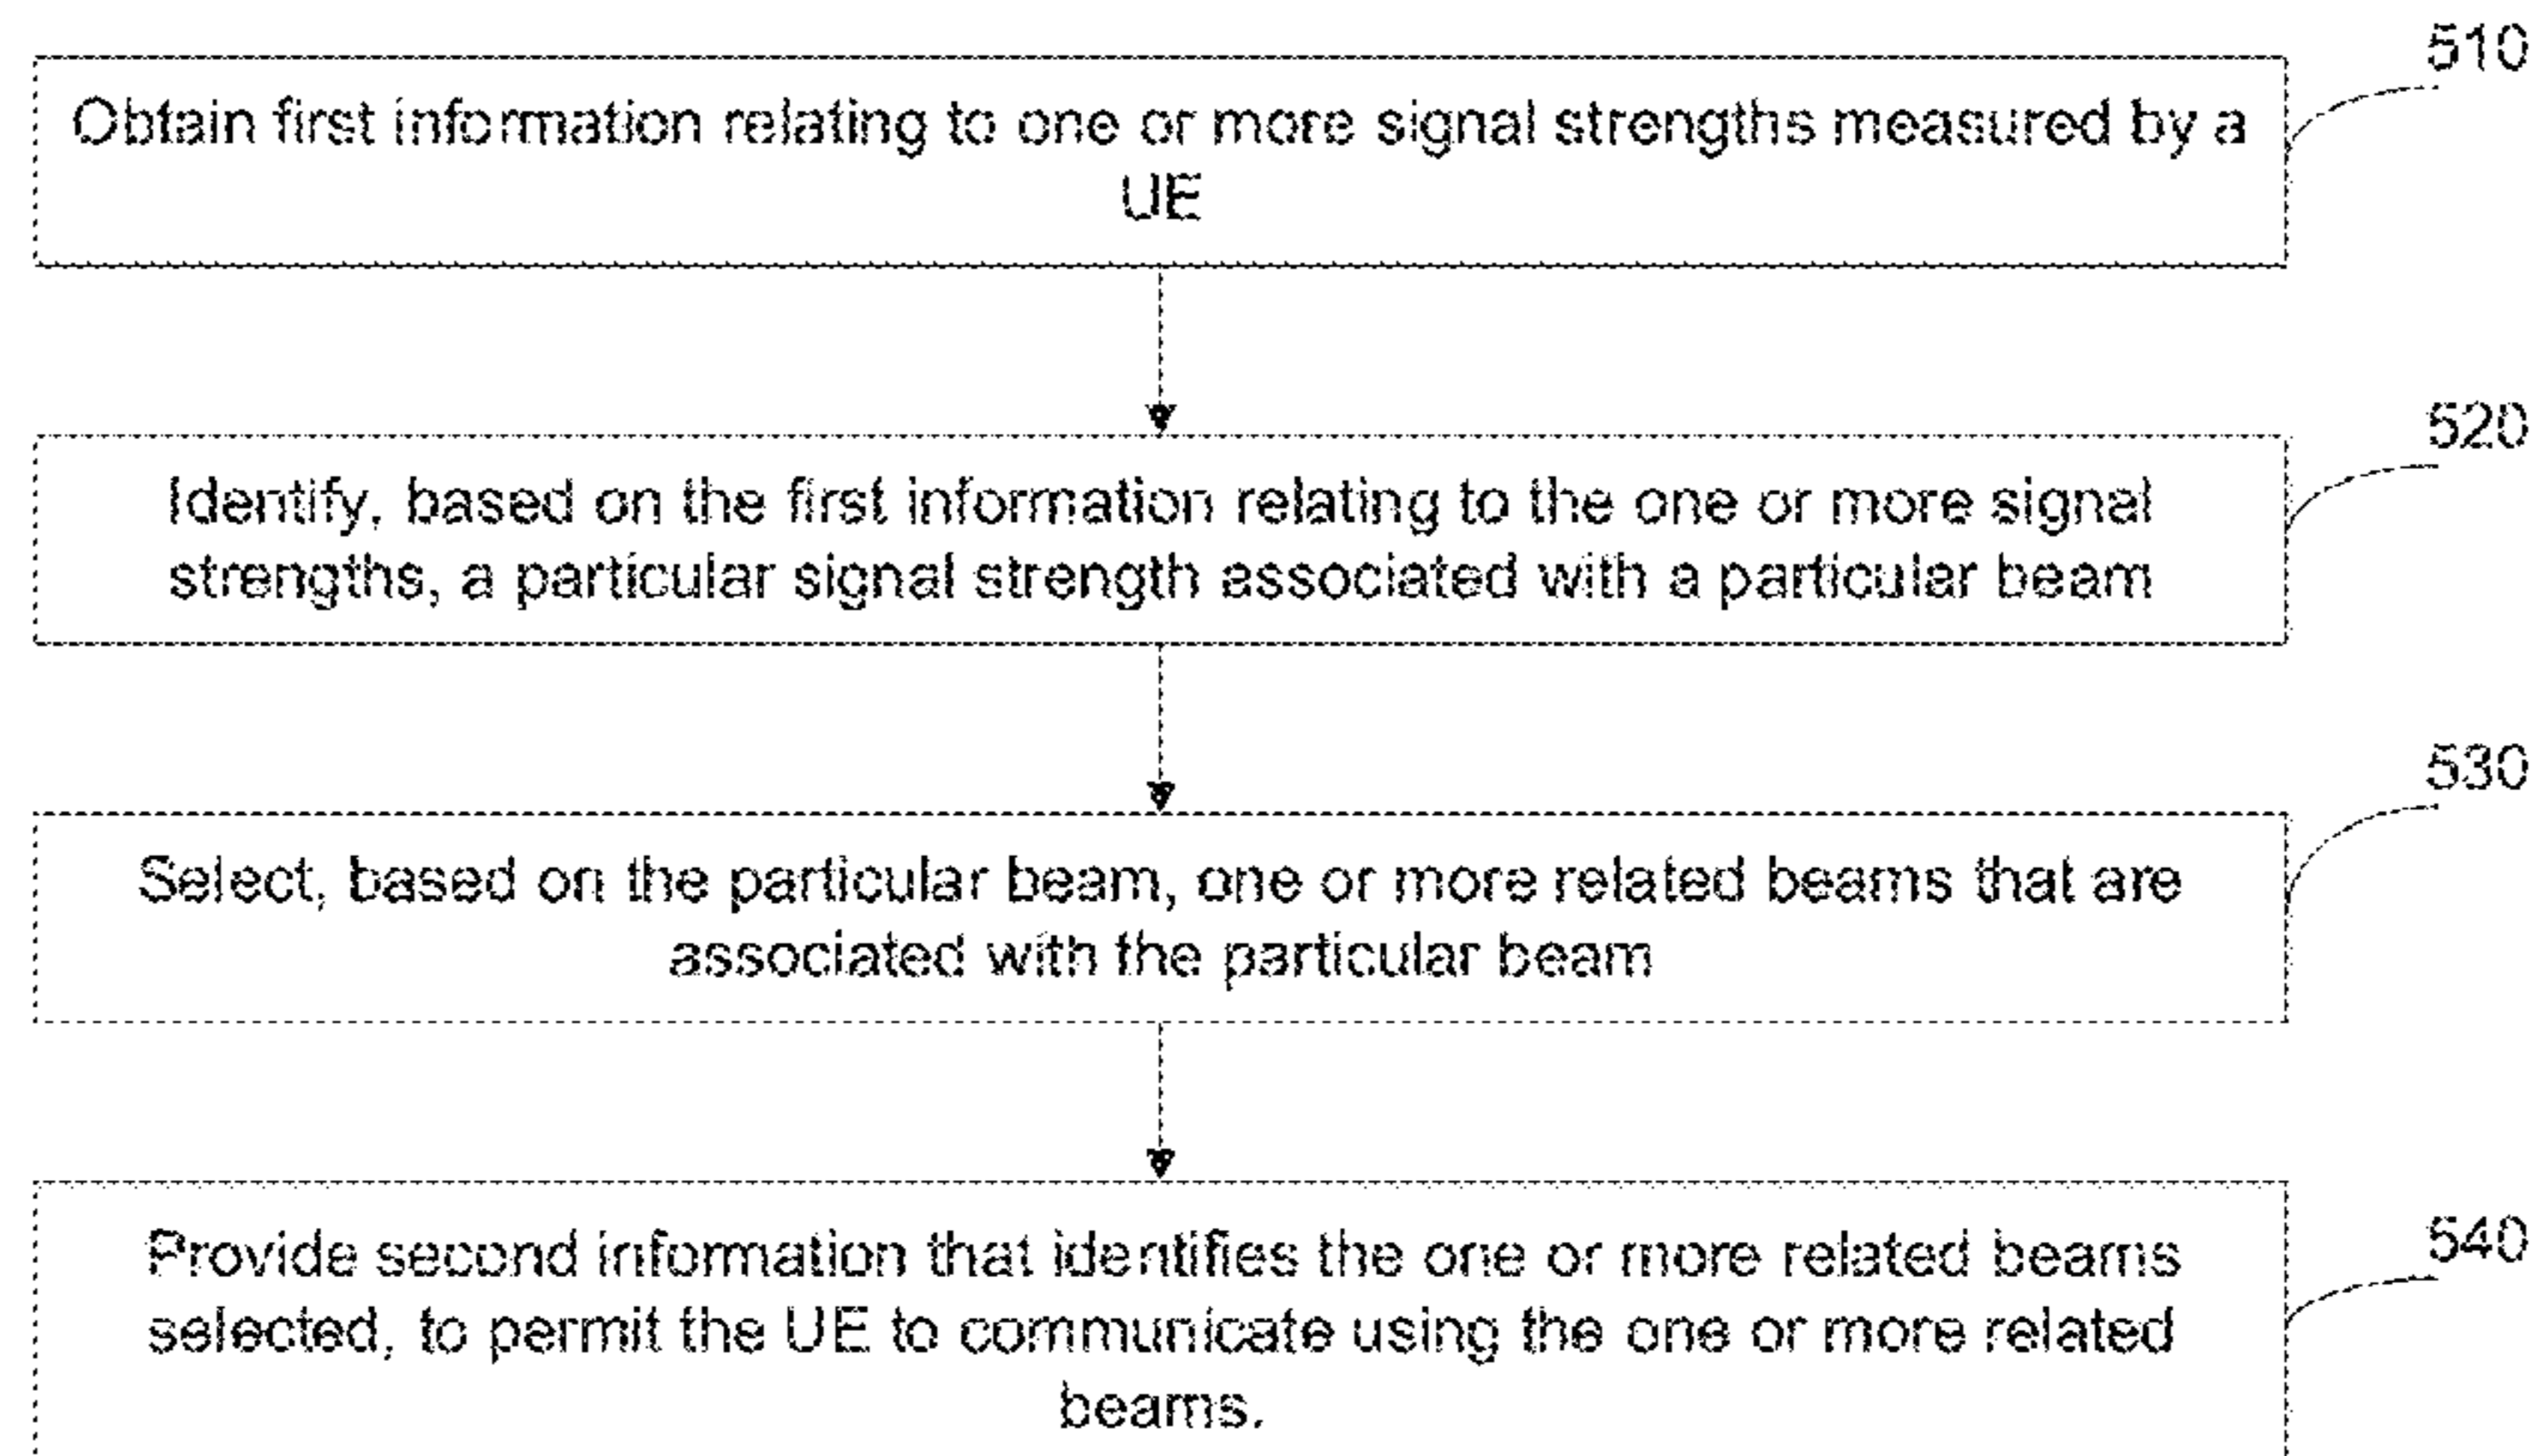 510
Obtain first information relating to one or more signal strengths measured by a
UE
520
Identify, based on the first information relating to the one or more signal
strengths, a particular signal strength associated with a particular beam
530
Select, based on the particular beam, one or more related beams that are
associated with the particular beam
540
Provide second information that identifies the one or more related beams
selected, to permit the UE to communicate using the one or more related
beams.